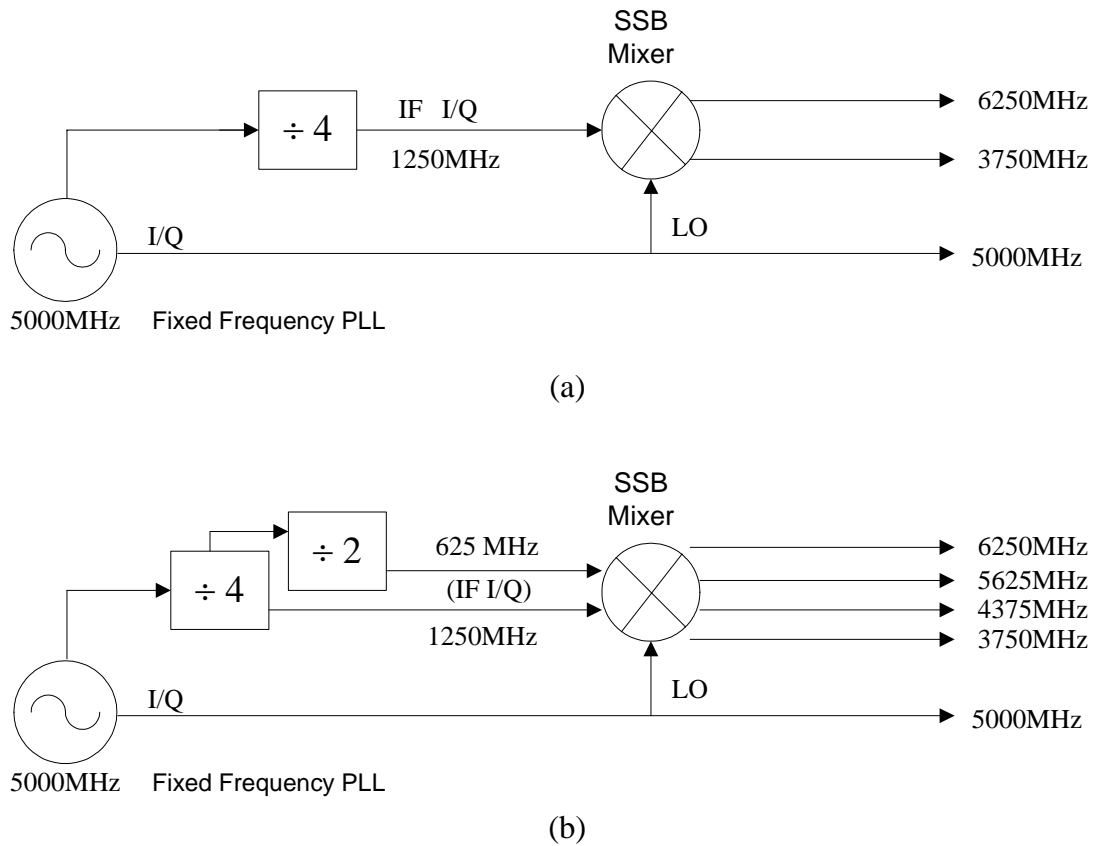 SSB
Mixer
÷ 4
IF I/Q
1250MHz
6250MHz
3750MHz
I/Q
LO
5000MHz
5000MHz Fixed Frequency PLL
(a)
SSB
Mixer
÷ 2
÷ 4
625 MHz
(IF I/Q)
1250MHz
6250MHz
5625MHz
4375MHz
3750MHz
I/Q
LO
5000MHz
5000MHz Fixed Frequency PLL
(b)